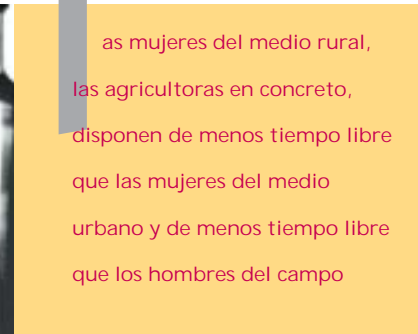 as mujeres del medio rural,
las agricultoras en concreto,
disponen de menos tiempo libre
que las mujeres del medio
urbano y de menos tiempo libre
que los hombres del campo